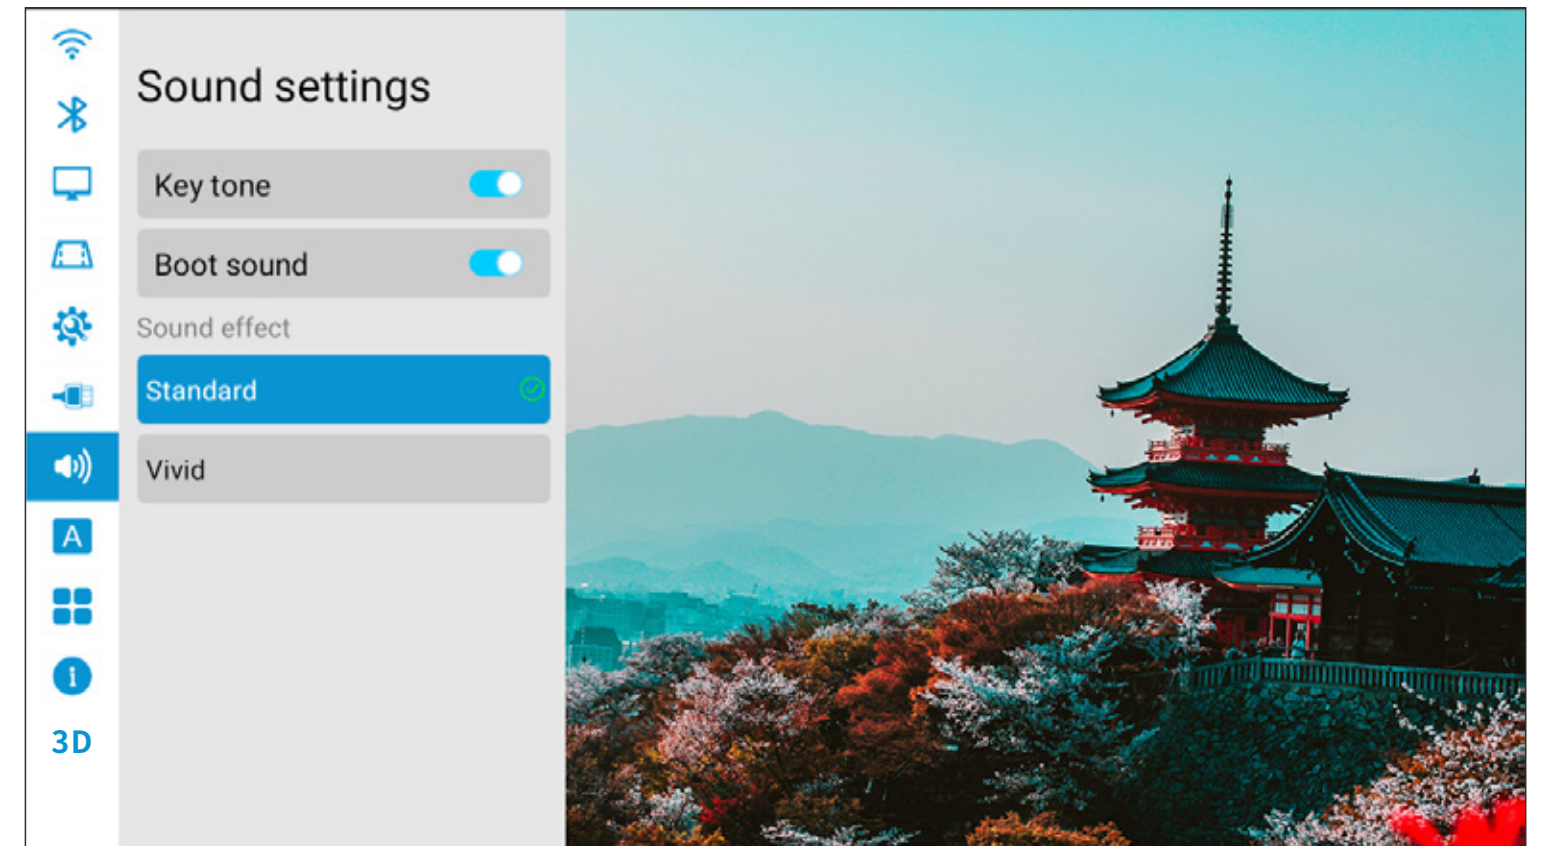 Sound settings
Key tone
Boot sound
Sound effect
Standard
Vivid
A
i
3D